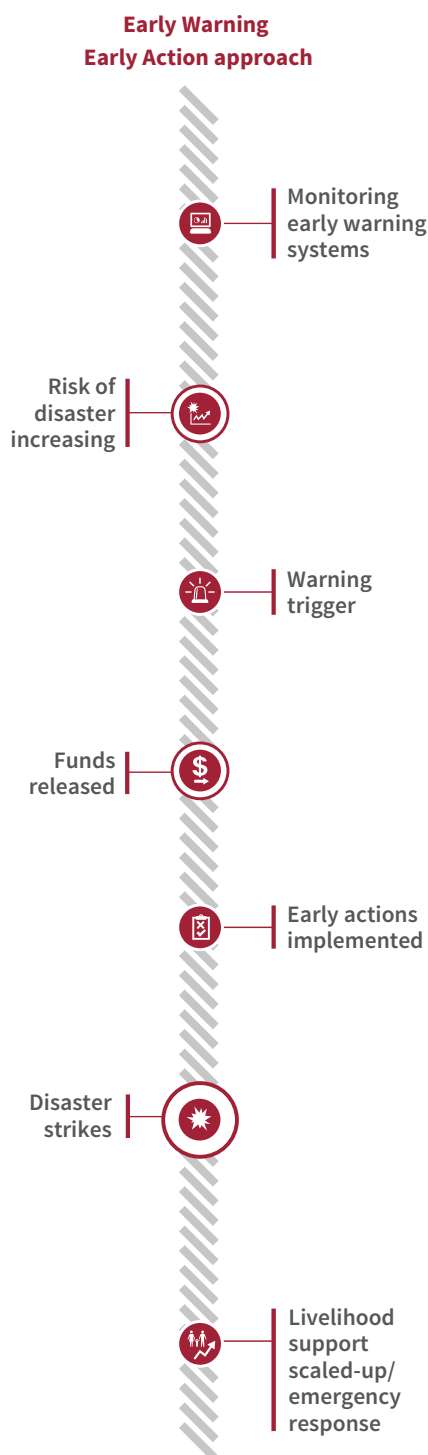 Early Warning
Early Action approach
Monitoring
early warning
systems
Risk of
disaster
increasing
Warning
trigger
Funds
released
$
Early actions
implemented
Disaster
strikes
Livelihood
support
scaled-up/
emergency
response